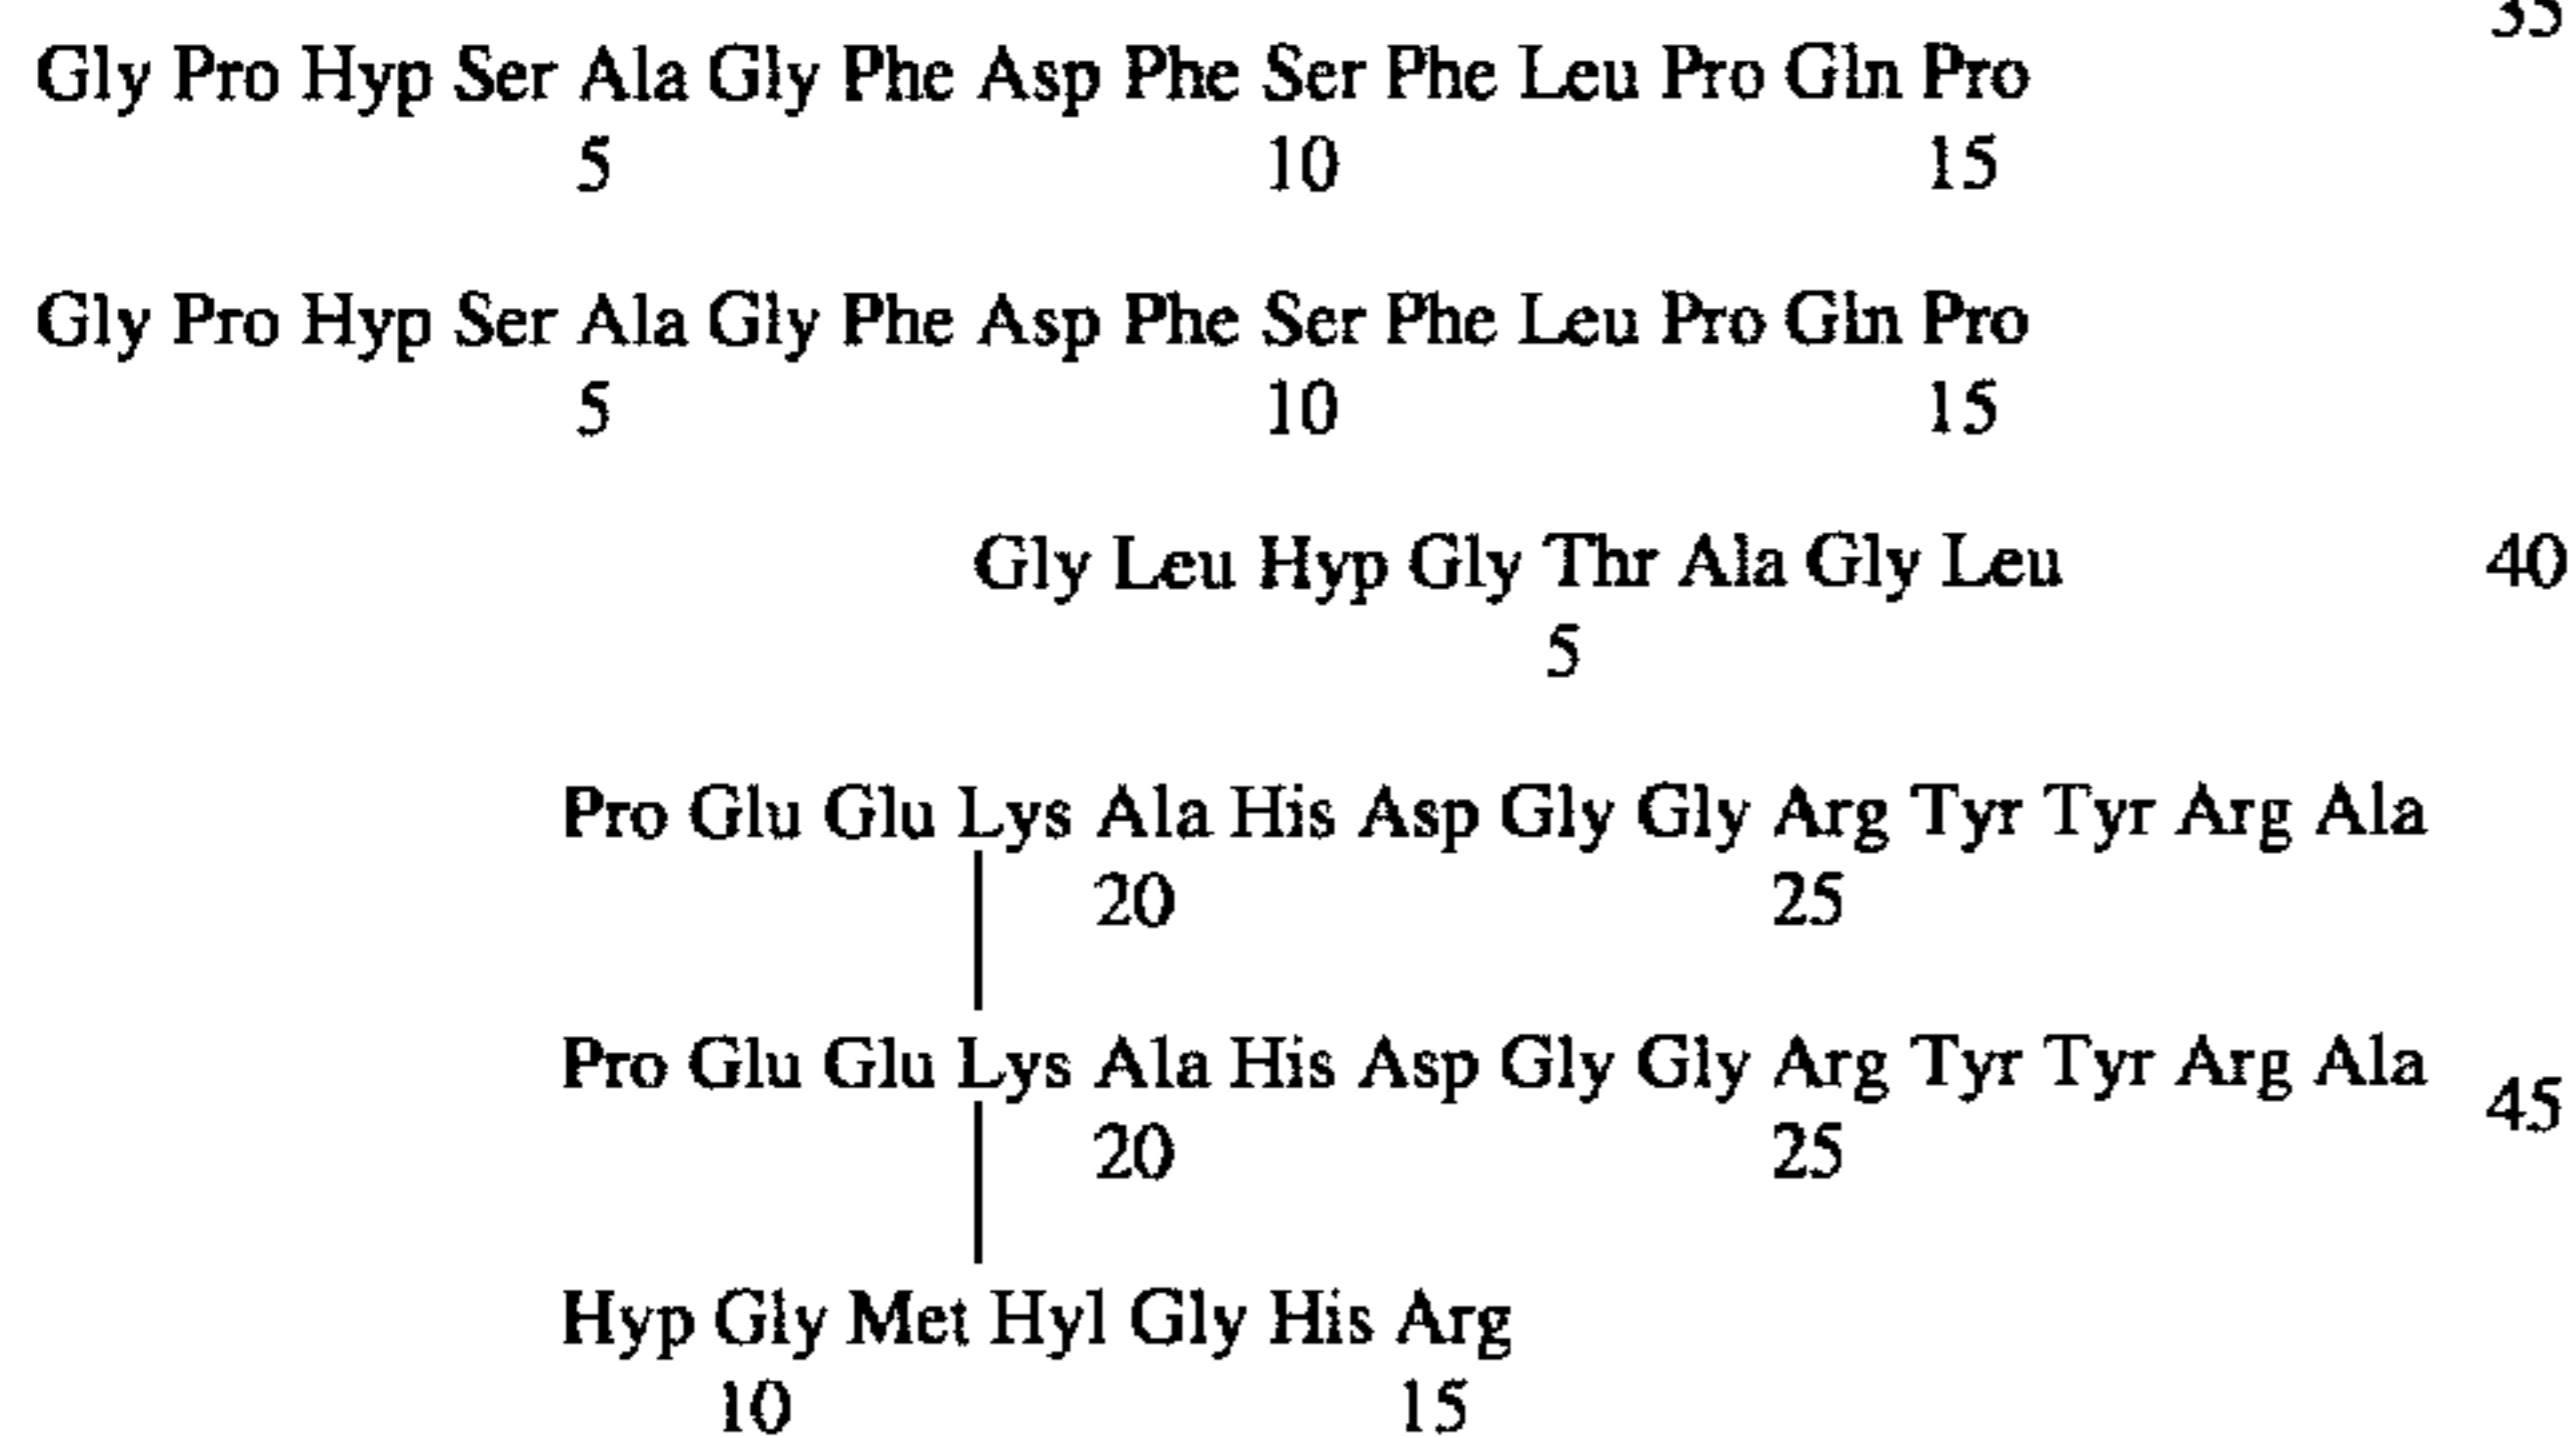 35
Gly Pro Hyp Ser Ala Gly Phe Asp Phe Ser Phe Leu Pro Gln Pro
5 10 15
Gly Pro Hyp Ser Ala Gly Phe Asp Phe Ser Phe Leu Pro Gln Pro
5 10 15
Gly Leu Hyp Gly Thr Ala Gly Leu 40
5
Pro Glu Glu Lys Ala His Asp Gly Gly Arg Tyr Tyr Arg Ala
20 25
Pro Glu Glu Lys Ala His Asp Gly Gly Arg Tyr Tyr Arg Ala 45
20 25
Hyp Gly Met Hyl Gly His Arg
10 15